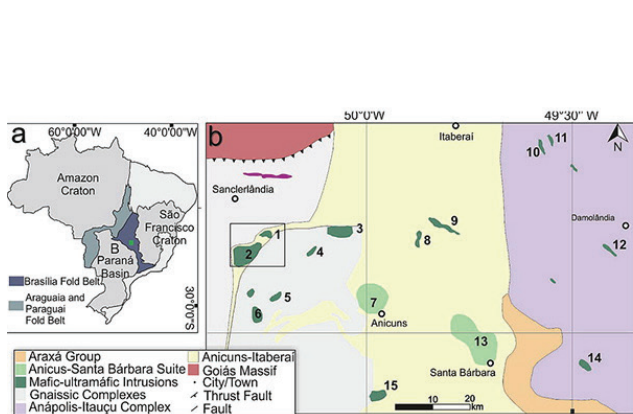 a
60°0'0"W
40°0'0"W
Amazon
Craton
São
Francisco
Craton
B
Paraná
Basin
30°0'0"S
Brasília Fold Belt
Araguaia and
Paraguai
Fold Belt
b
50°0'W
49°30'W
Itaberaí
N
Sanclerlândia
Damolândia
1
2
3
4
5
6
7
8
9
10
11
12
13
14
15
Anicuns
Santa Bárbara
0 10 20
km
Araxá Group
Anicus-Santa Bárbara Suite
Mafic-ultramáfic Intrusions
Gnaissic Complexes
Anápolis-Itauçu Complex
Anicuns-Itaberaí
Goiás Massif
City/Town
Thrust Fault
Fault